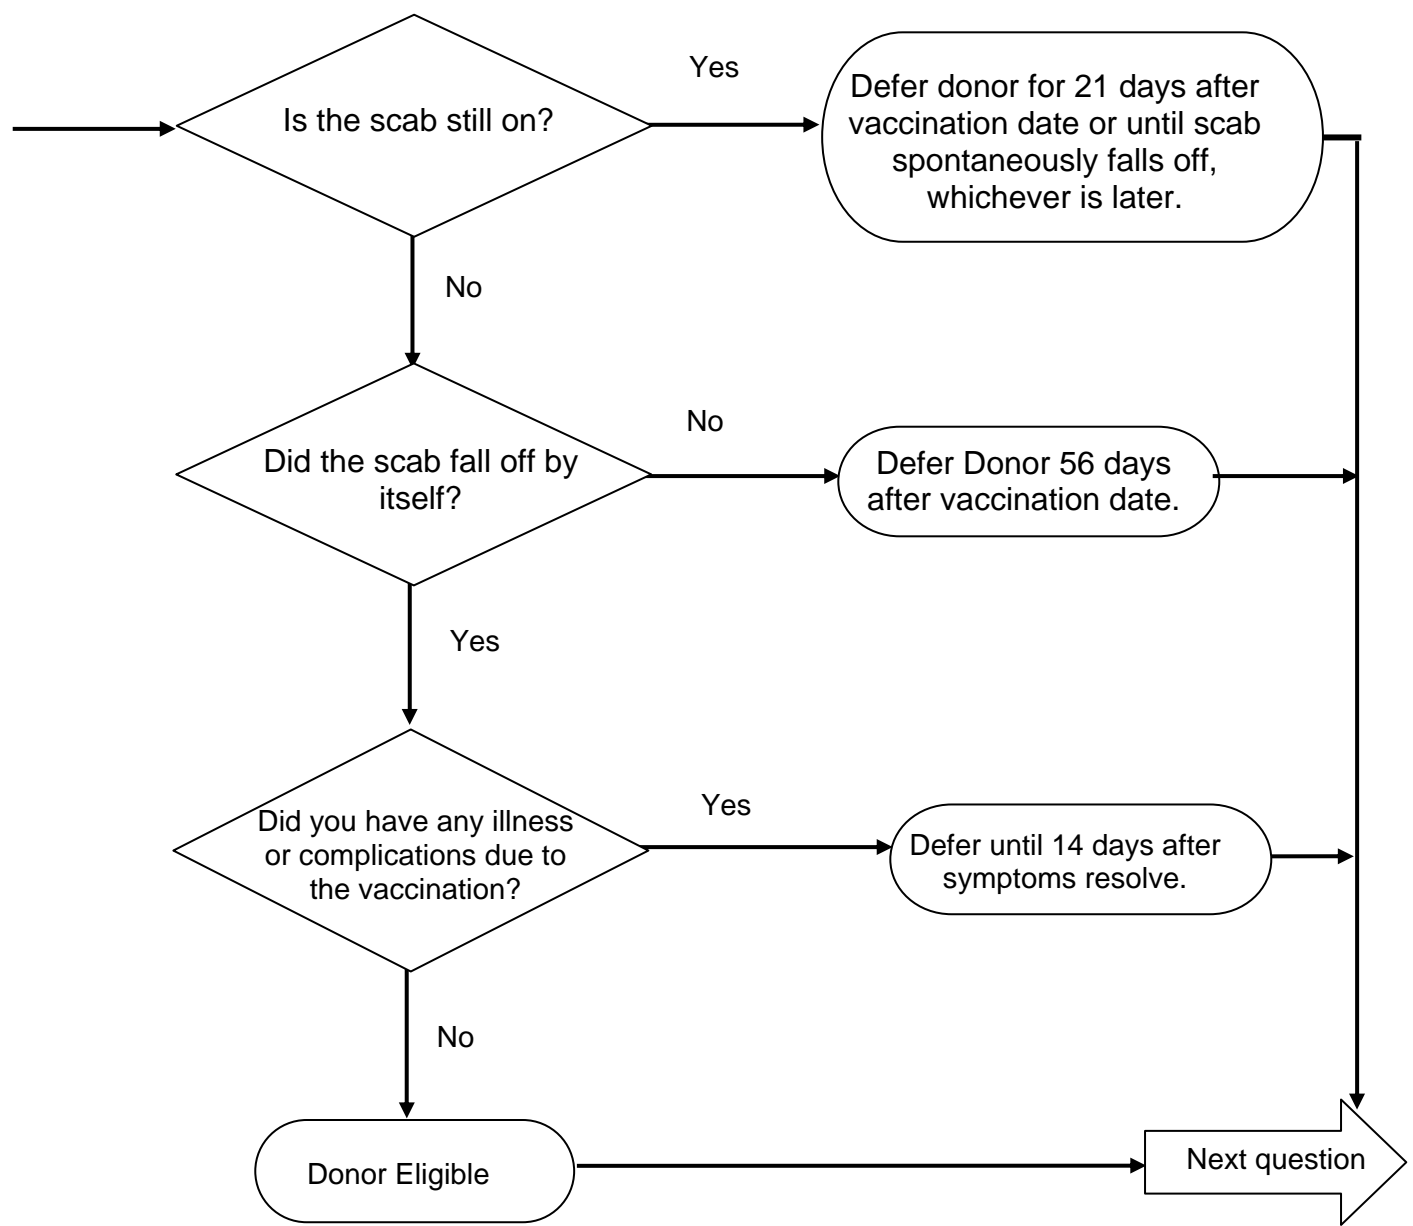 Is the scab still on?
Yes
Defer donor for 21 days after
vaccination date or until scab
spontaneously falls off,
whichever is later.
No
Did the scab fall off by
itself?
No
Defer Donor 56 days
after vaccination date.
Yes
Did you have any illness
or complications due to
the vaccination?
Yes
Defer until 14 days after
symptoms resolve.
No
Donor Eligible
Next question